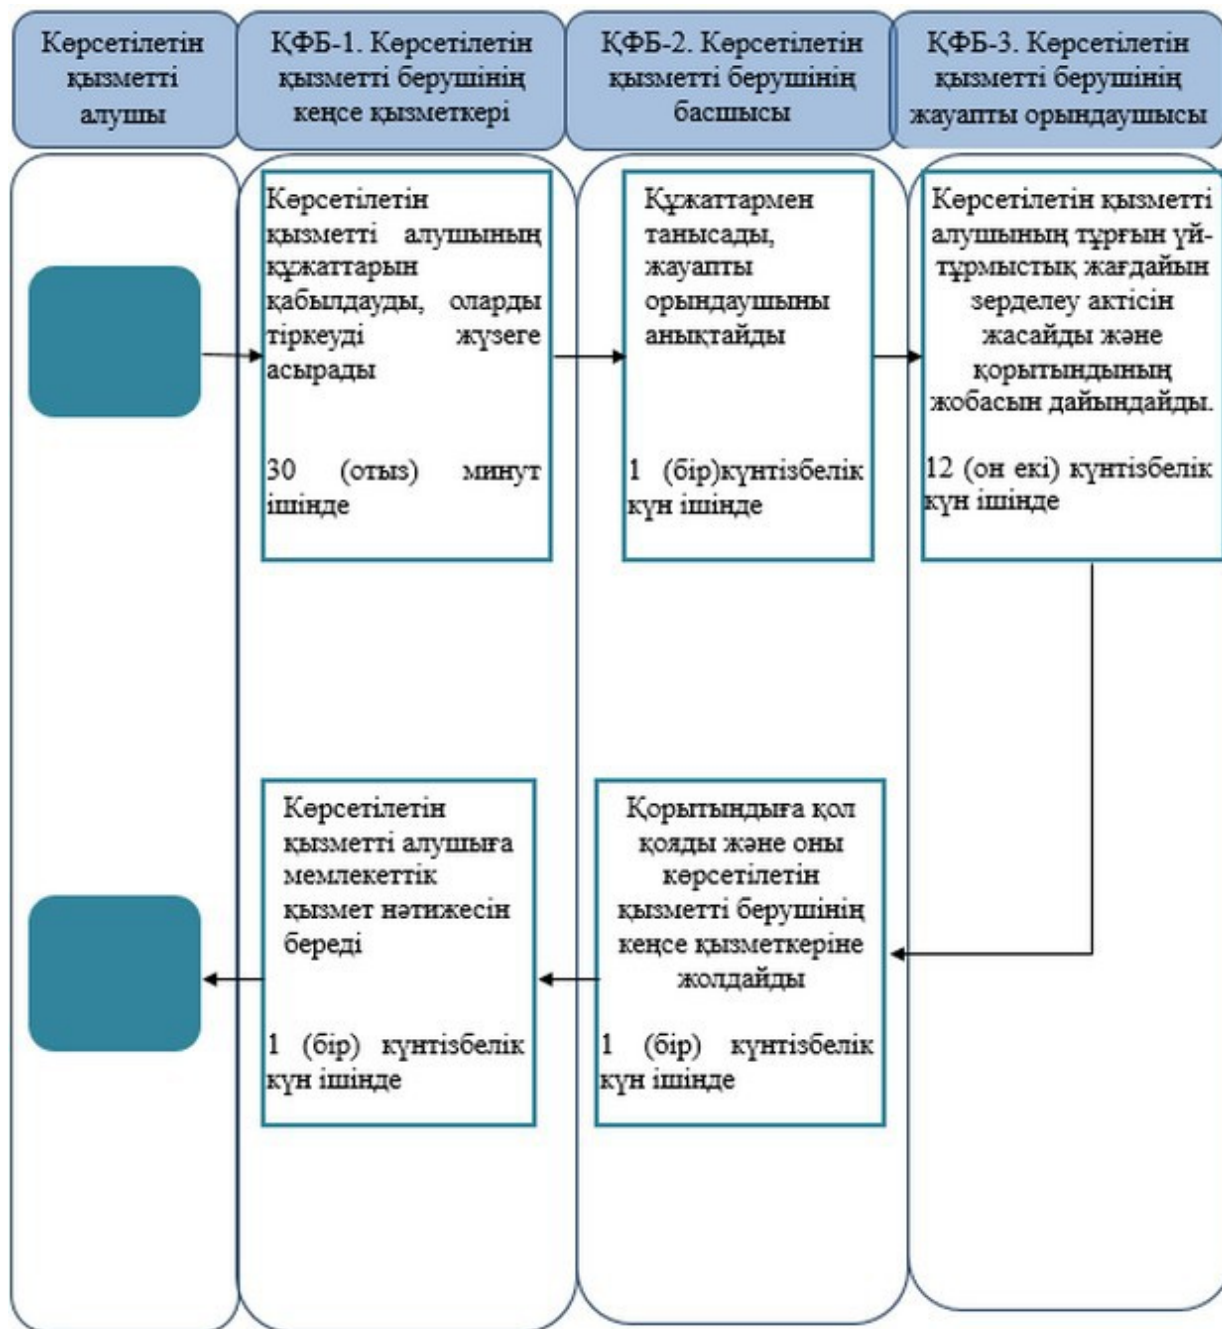 Көрсетілетін
қызметті
алушы
ҚФБ-1. Көрсетілетін
қызметті берушінің
кеңсе қызметкері
ҚФБ-2. Көрсетілетін
қызметті берушінің
басшысы
ҚФБ-3. Көрсетілетін
қызметті берушінің
жауапты орындаушысы
Көрсетілетін
қызметті алушының
құжаттарын
қабылдауды, оларды
тіркеуді жүзеге
асырады
30 (отыз) минут
ішінде
Құжаттармен
танысады,
жауапты
орындаушыны
анықтайды
1 (бір)күнтізбелік
күн ішінде
Көрсетілетін қызметті
алушының тұрғын үй-
тұрмыстық жағдайын
зерделеу актісін
жасайды және
қорытындының
жобасын дайындайды.
12 (он екі) күнтізбелік
күн ішінде
Көрсетілетін
қызметті алушыға
мемлекеттік
қызмет нәтижесін
береді
1 (бір) күнтізбелік
күн ішінде
Қорытындыға қол
қояды және оны
көрсетілетін
қызметті берушінің
кеңсе қызметкеріне
жолдайды
1 (бір) күнтізбелік
күн ішінде